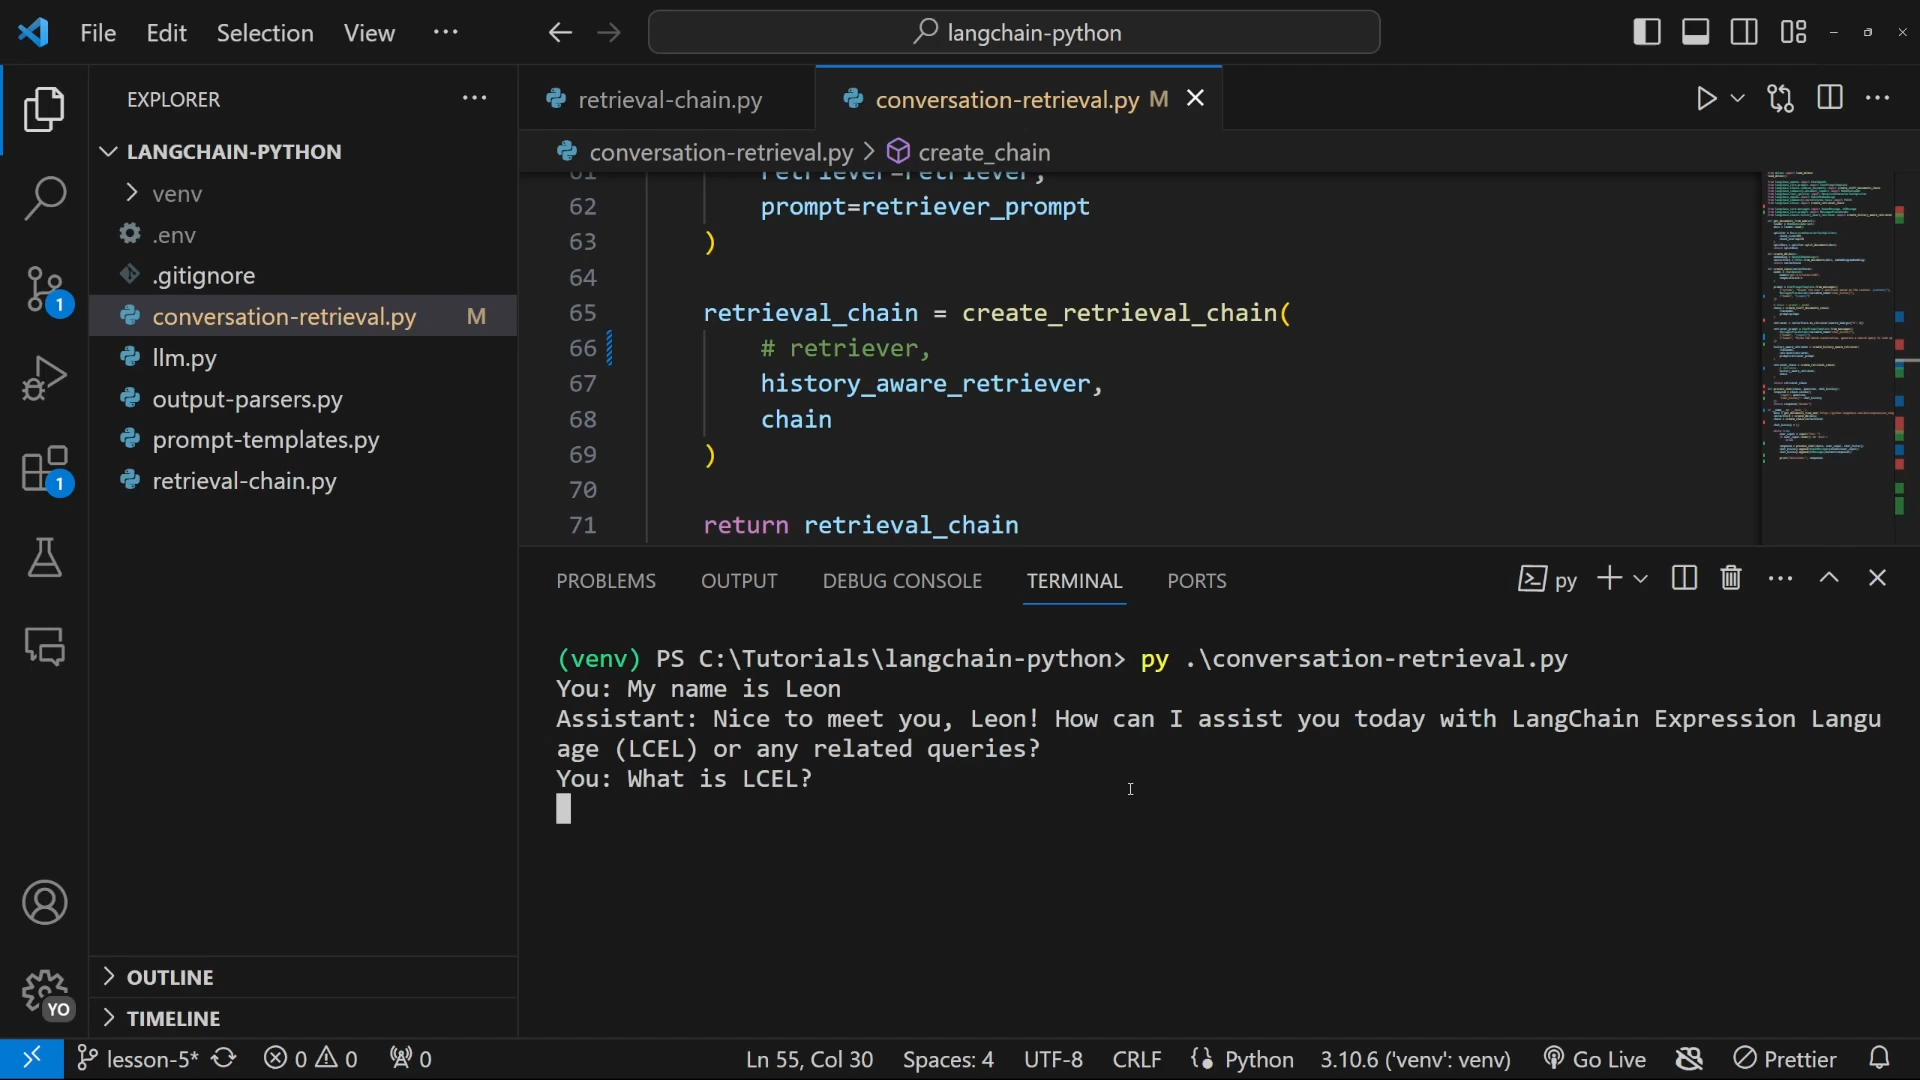 File Edit Selection View ··· langchain-python
EXPLORER ···
LANGCHAIN-PYTHON
venv
.env
.gitignore
conversation-retrieval.py M
llm.py
output-parsers.py
prompt-templates.py
retrieval-chain.py
OUTLINE
TIMELINE
1
1
YO
retrieval-chain.py conversation-retrieval.py M
conversation-retrieval.py > create_chain
61 retriever=retriever,
62 prompt=retriever_prompt
63 )
64
65 retrieval_chain = create_retrieval_chain(
66 # retriever,
67 history_aware_retriever,
68 chain
69 )
70
71 return retrieval_chain
PROBLEMS OUTPUT DEBUG CONSOLE TERMINAL PORTS py
(venv) PS C:\Tutorials\langchain-python> py .\conversation-retrieval.py
You: My name is Leon
Assistant: Nice to meet you, Leon! How can I assist you today with LangChain Expression Langu
age (LCEL) or any related queries?
You: What is LCEL?
lesson-5* 0 0 0 Ln 55, Col 30 Spaces: 4 UTF-8 CRLF Python 3.10.6 ('venv': venv) Go Live Prettier